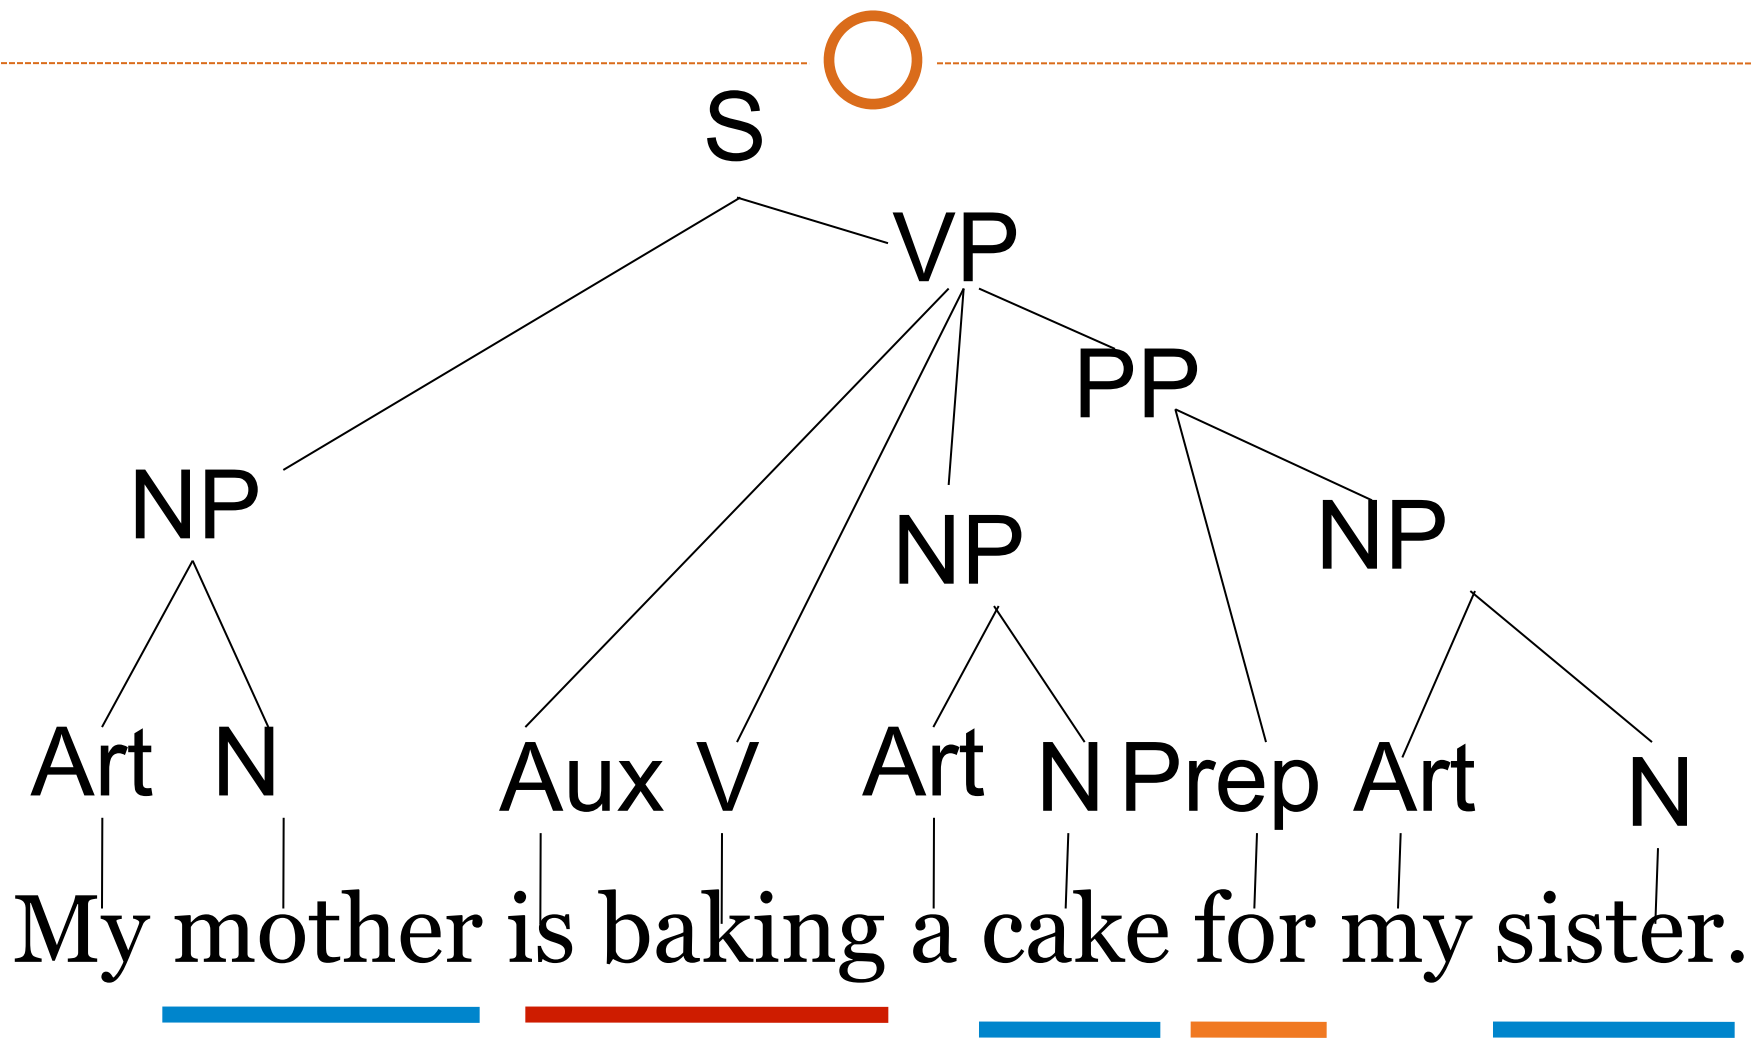 S
VP
PP
NP
NP
NP
Art N Aux V Art N Prep Art N
My mother is baking a cake for my sister.